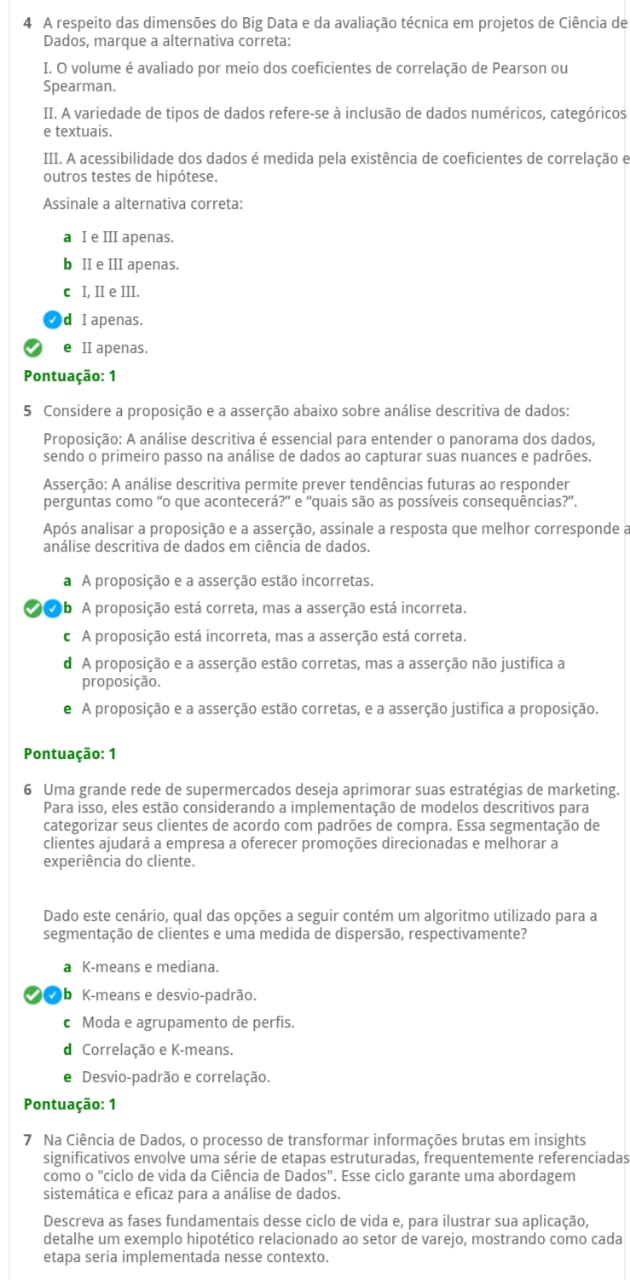 4 A respeito das dimensões do Big Data e da avaliação técnica em projetos de Ciência de
Dados, marque a alternativa correta:
I. O volume é avaliado por meio dos coeficientes de correlação de Pearson ou
Spearman.
II. A variedade de tipos de dados refere-se à inclusão de dados numéricos, categóricos
e textuais.
III. A acessibilidade dos dados é medida pela existência de coeficientes de correlação e
outros testes de hipótese.
Assinale a alternativa correta:
a I e III apenas.
b II e III apenas.
c I, II e III.
d I apenas.
e II apenas.
Pontuação: 1
5 Considere a proposição e a asserção abaixo sobre análise descritiva de dados:
Proposição: A análise descritiva é essencial para entender o panorama dos dados,
sendo o primeiro passo na análise de dados ao capturar suas nuances e padrões.
Asserção: A análise descritiva permite prever tendências futuras ao responder
perguntas como “o que acontecerá?” e “quais são as possíveis consequências?”.
Após analisar a proposição e a asserção, assinale a resposta que melhor corresponde a
análise descritiva de dados em ciência de dados.
a A proposição e a asserção estão incorretas.
b A proposição está correta, mas a asserção está incorreta.
c A proposição está incorreta, mas a asserção está correta.
d A proposição e a asserção estão corretas, mas a asserção não justifica a
proposição.
e A proposição e a asserção estão corretas, e a asserção justifica a proposição.
Pontuação: 1
6 Uma grande rede de supermercados deseja aprimorar suas estratégias de marketing.
Para isso, eles estão considerando a implementação de modelos descritivos para
categorizar seus clientes de acordo com padrões de compra. Essa segmentação de
clientes ajudará a empresa a oferecer promoções direcionadas e melhorar a
experiência do cliente.
Dado este cenário, qual das opções a seguir contém um algoritmo utilizado para a
segmentação de clientes e uma medida de dispersão, respectivamente?
a K-means e mediana.
b K-means e desvio-padrão.
c Moda e agrupamento de perfis.
d Correlação e K-means.
e Desvio-padrão e correlação.
Pontuação: 1
7 Na Ciência de Dados, o processo de transformar informações brutas em insights
significativos envolve uma série de etapas estruturadas, frequentemente referenciadas
como o "ciclo de vida da Ciência de Dados". Esse ciclo garante uma abordagem
sistemática e eficaz para a análise de dados.
Descreva as fases fundamentais desse ciclo de vida e, para ilustrar sua aplicação,
detalhe um exemplo hipotético relacionado ao setor de varejo, mostrando como cada
etapa seria implementada nesse contexto.